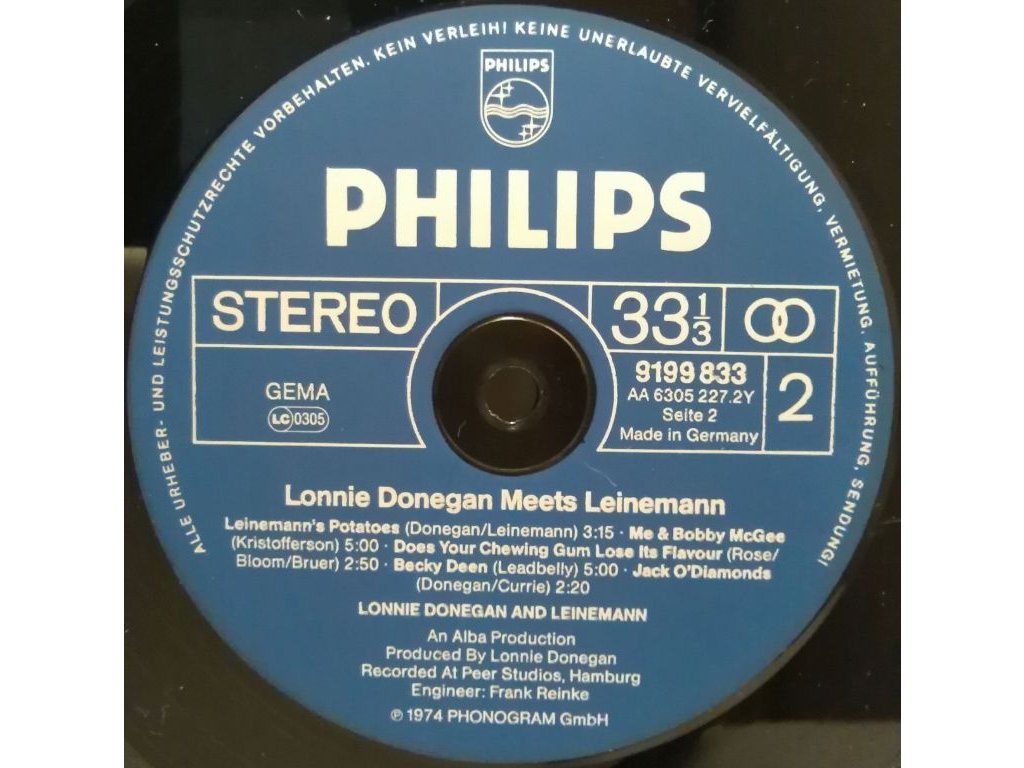 ALLE URHEBER- UND LEISTUNGSSCHUTZRECHTE VORBEHALTEN. KEIN VERLEIH! KEINE UNERLAUBTE VERVIELFÄLTIGUNG, VERMIETUNG. AUFFÜHRUNG, SENDUNG!
PHILIPS
PHILIPS
STEREO
33 1/3
GEMA
LC 0305
9199 833
AA 6305 227.2Y
Seite 2
Made in Germany
2
Lonnie Donegan Meets Leinemann
Leinemann's Potatoes (Donegan/Leinemann) 3:15 · Me & Bobby McGee
(Kristofferson) 5:00 · Does Your Chewing Gum Lose Its Flavour (Rose/
Bloom/Bruer) 2:50 · Becky Deen (Leadbelly) 5:00 · Jack O'Diamonds
(Donegan/Currie) 2:20
LONNIE DONEGAN AND LEINEMANN
An Alba Production
Produced By Lonnie Donegan
Recorded At Peer Studios, Hamburg
Engineer: Frank Reinke
℗ 1974 PHONOGRAM GmbH